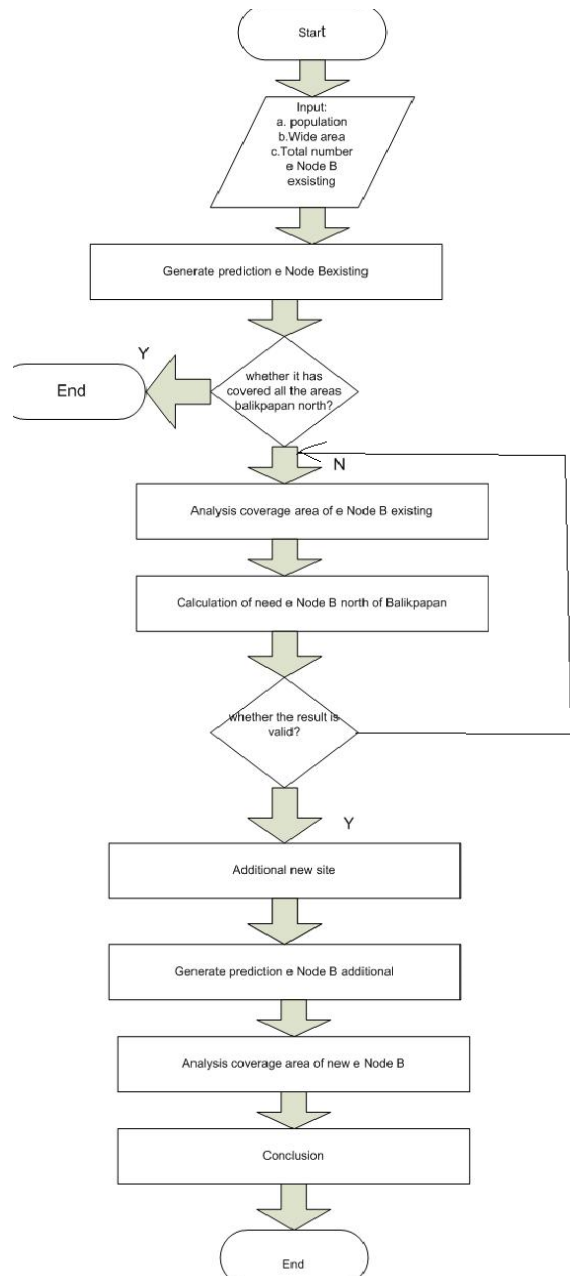 Start
Input:
a. population
b.Wide area
c.Total number
e Node B
exsisting
Generate prediction e Node Bexisting
Y
End
whether it has
covered all the areas
balikpapan north?
N
Analysis coverage area of e Node B existing
Calculation of need e Node B north of Balikpapan
whether the result is
valid?
Y
Additional new site
Generate prediction e Node B additional
Analysis coverage area of new e Node B
Conclusion
End